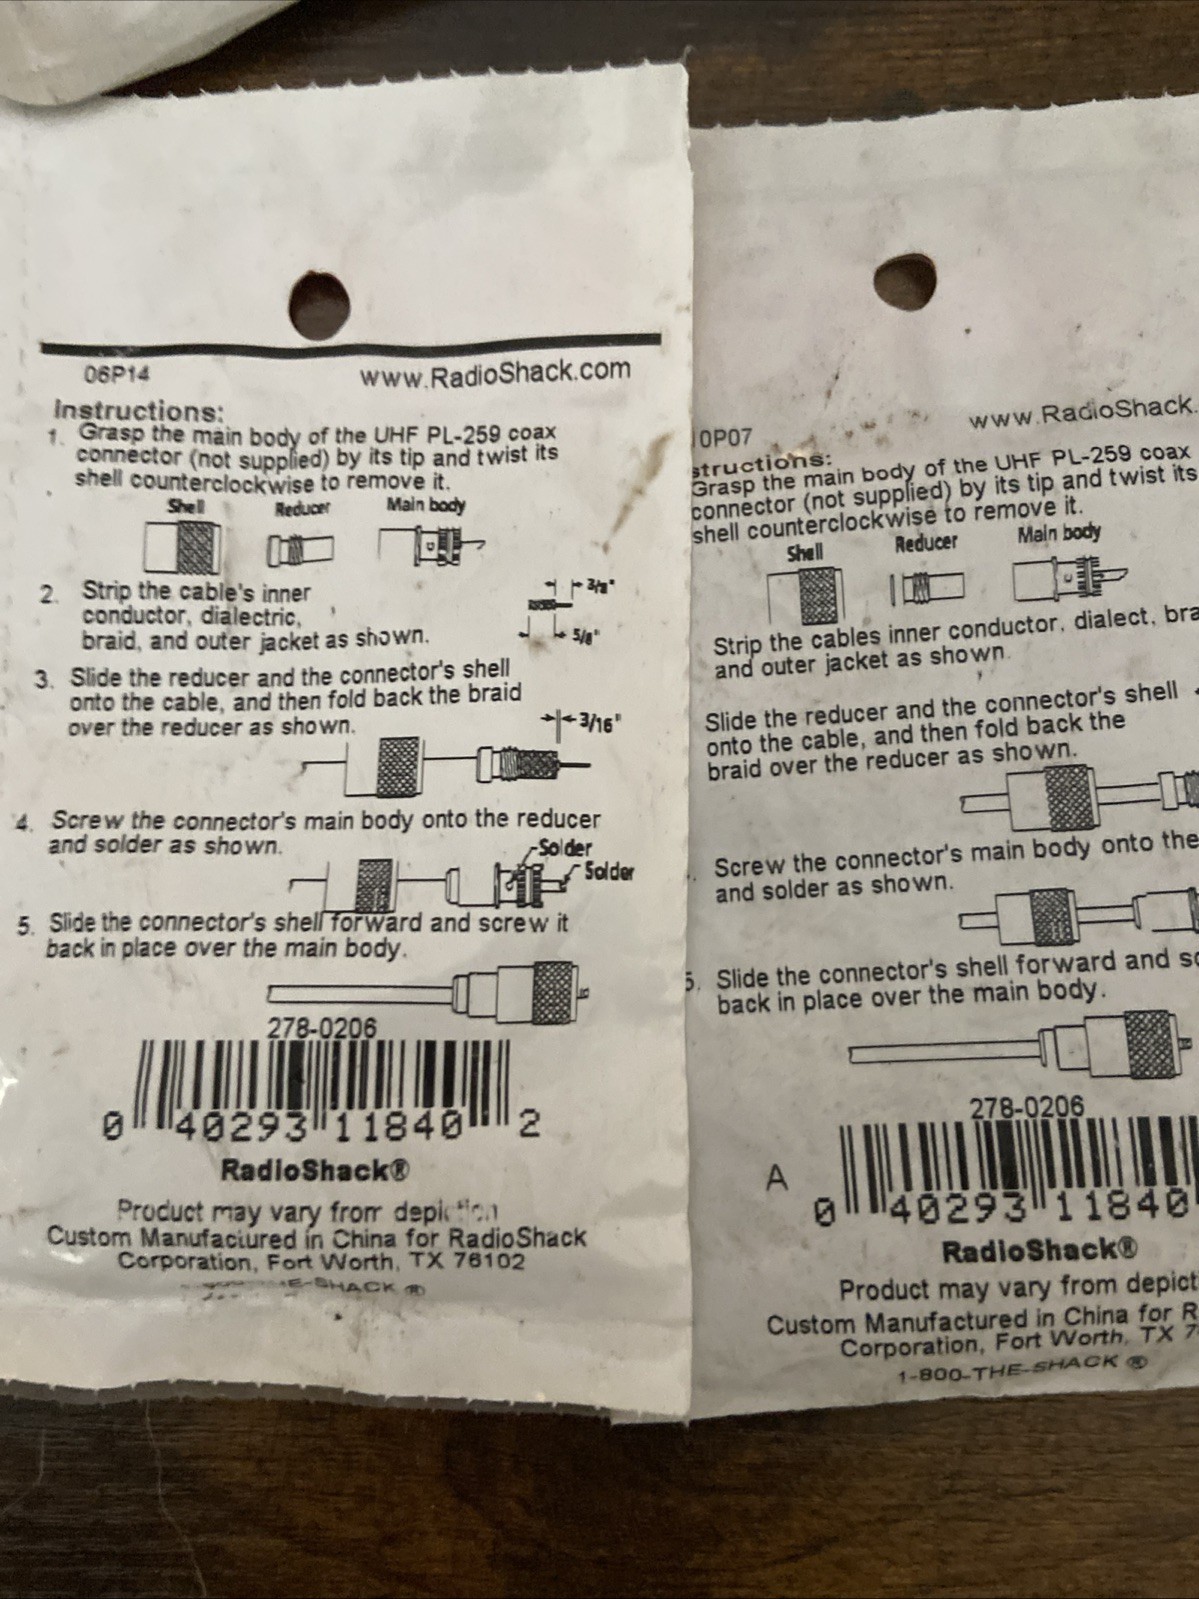 06P14
www.RadioShack.com
Instructions:
1. Grasp the main body of the UHF PL-259 coax
connector (not supplied) by its tip and twist its
shell counterclockwise to remove it.
Shell Reducer Main body
2. Strip the cable's inner
conductor, dialectric,
braid, and outer jacket as shown.
5/8"
3. Slide the reducer and the connector's shell
onto the cable, and then fold back the braid
over the reducer as shown.
3/16"
4. Screw the connector's main body onto the reducer
and solder as shown.
Solder
Solder
5. Slide the connector's shell forward and screw it
back in place over the main body.
278-0206
0 40293 11840 2
RadioShack®
Product may vary from depiction
Custom Manufactured in China for RadioShack
Corporation, Fort Worth, TX 76102
E-SHACK ®
0P07
www.RadioShack.
structions:
Grasp the main body of the UHF PL-259 coax
connector (not supplied) by its tip and twist its
shell counterclockwise to remove it.
Shell Reducer Main body
Strip the cables inner conductor, dialect, bra
and outer jacket as shown.
Slide the reducer and the connector's shell
onto the cable, and then fold back the
braid over the reducer as shown.
Screw the connector's main body onto the
and solder as shown.
5. Slide the connector's shell forward and sc
back in place over the main body.
278-0206
A
0 40293 11840
RadioShack®
Product may vary from depict
Custom Manufactured in China for R
Corporation, Fort Worth, TX 7
1-800-THE-SHACK ®